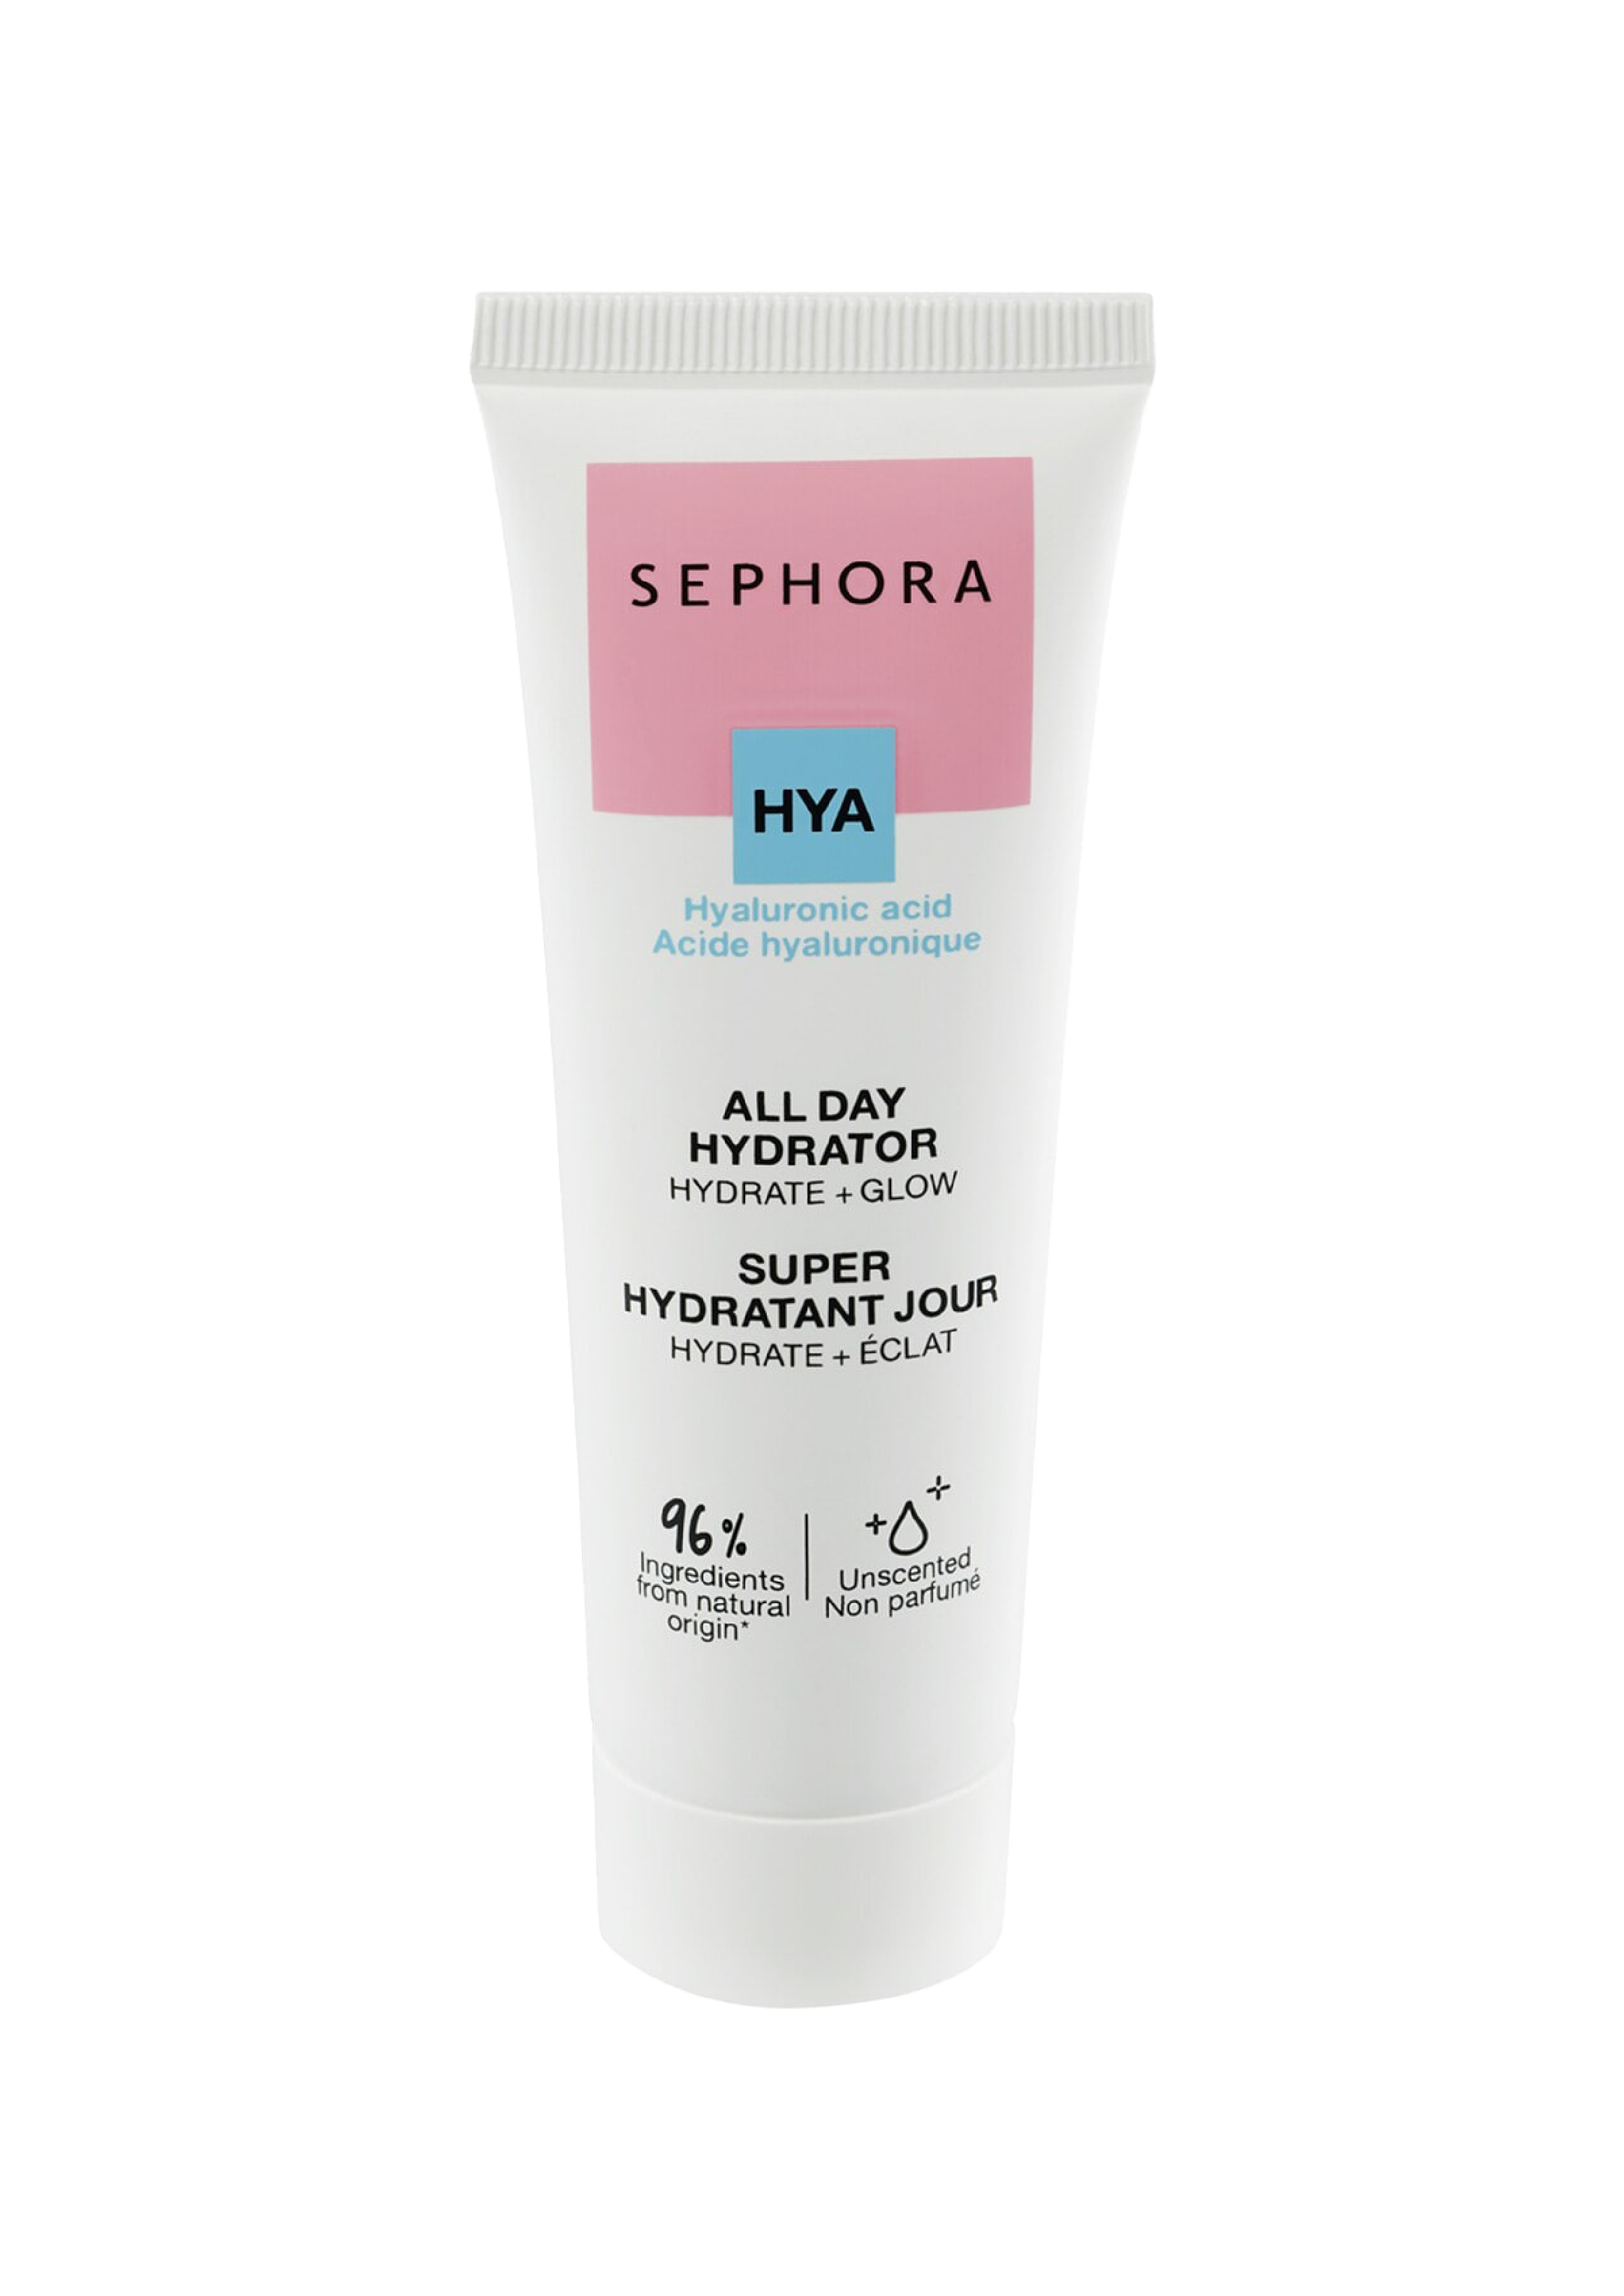 SEPHORA
HYA
Hyaluronic acid
Acide hyaluronique
ALL DAY
HYDRATOR
HYDRATE + GLOW
SUPER
HYDRATANT JOUR
HYDRATE + ÉCLAT
96%
Ingredients
from natural
origin*
Unscented
Non parfumé